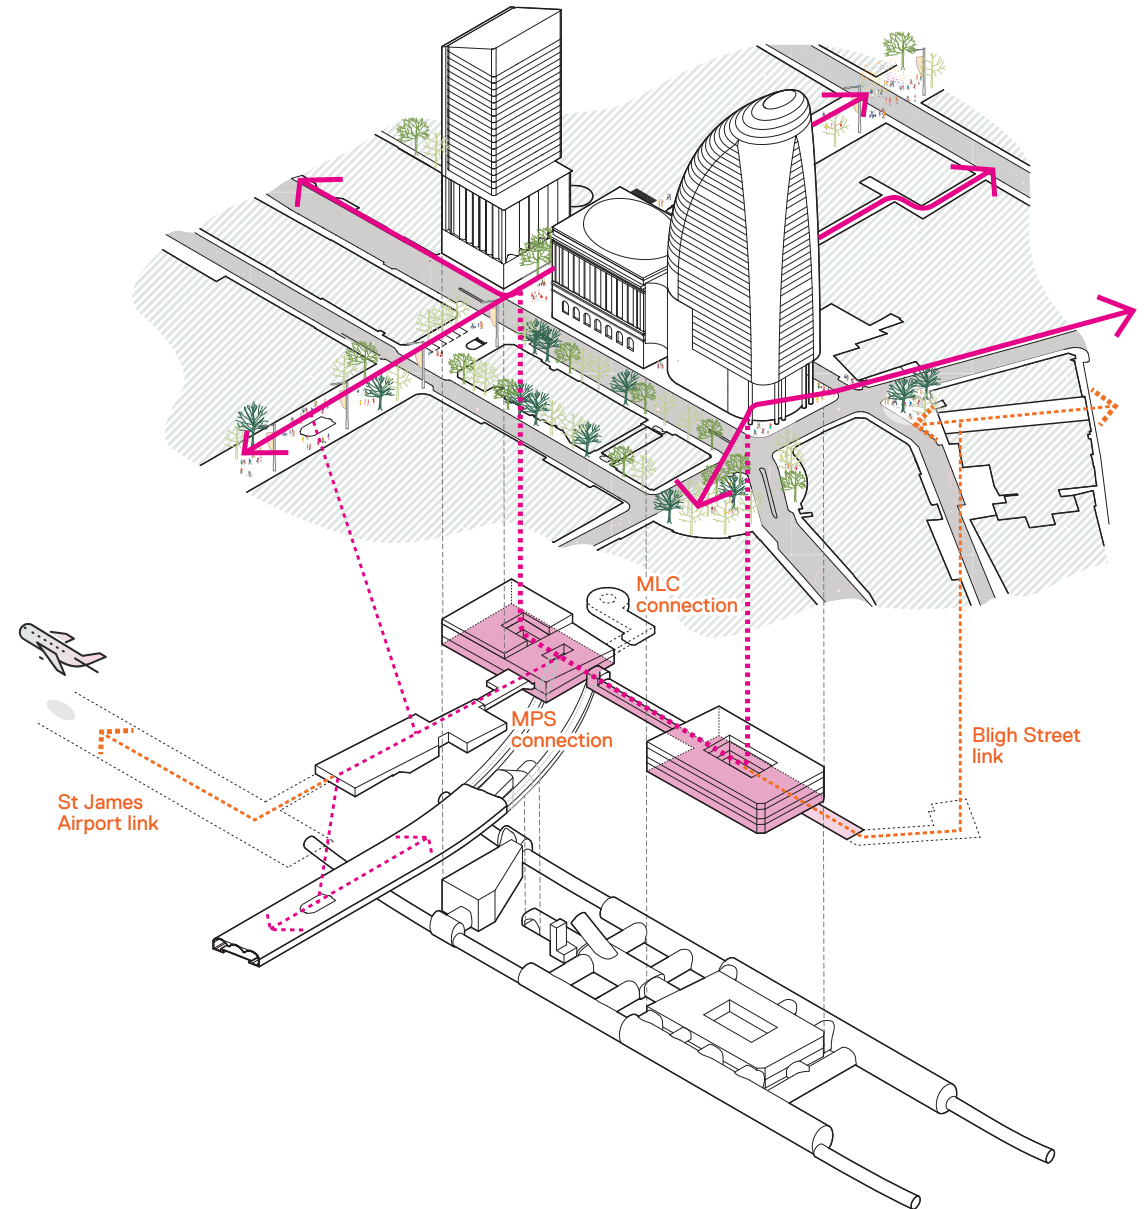 MLC
connection
MPS
connection
Bligh Street
link
St James
Airport link